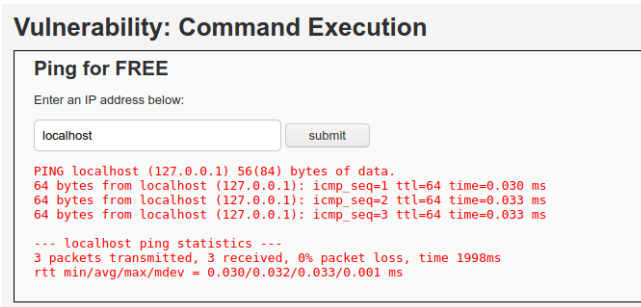 Vulnerability: Command Execution
Ping for FREE
Enter an IP address below:
localhost submit
PING localhost (127.0.0.1) 56(84) bytes of data.
64 bytes from localhost (127.0.0.1): icmp_seq=1 ttl=64 time=0.030 ms
64 bytes from localhost (127.0.0.1): icmp_seq=2 ttl=64 time=0.033 ms
64 bytes from localhost (127.0.0.1): icmp_seq=3 ttl=64 time=0.033 ms
--- localhost ping statistics ---
3 packets transmitted, 3 received, 0% packet loss, time 1998ms
rtt min/avg/max/mdev = 0.030/0.032/0.033/0.001 ms